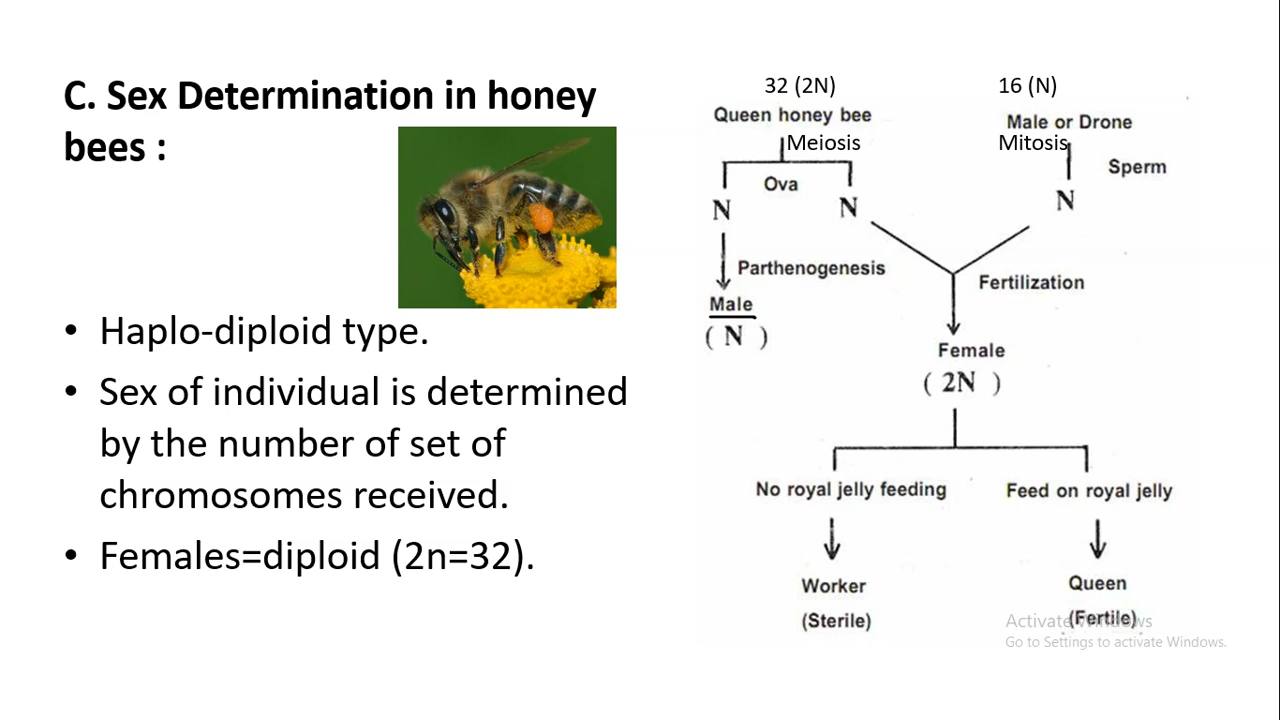 C. Sex Determination in honey
bees :
• Haplo-diploid type.
• Sex of individual is determined
by the number of set of
chromosomes received.
• Females=diploid (2n=32).
32 (2N)
16 (N)
Queen honey bee
Male or Drone
Meiosis
Mitosis
Sperm
Ova
N
N
N
Parthenogenesis
Fertilization
Male
( N )
Female
( 2N )
No royal jelly feeding
Feed on royal jelly
Worker
Queen
(Sterile)
(Fertile)
Activate Windows
Go to Settings to activate Windows.